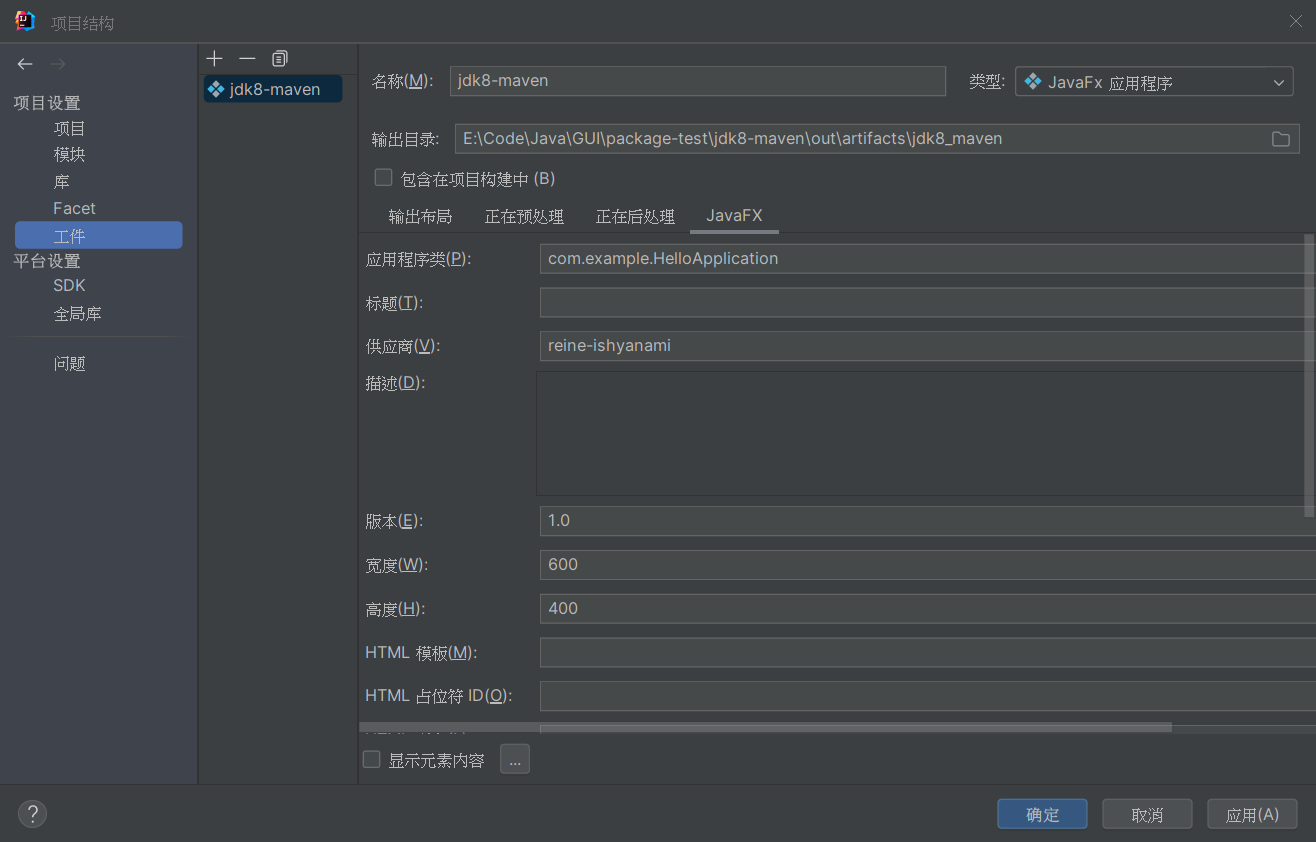 项目结构
项目设置
项目
模块
库
Facet
工件
平台设置
SDK
全局库
问题
jdk8-maven
名称(M): jdk8-maven 类型: JavaFx 应用程序
输出目录: E:\Code\Java\GUI\package-test\jdk8-maven\out\artifacts\jdk8_maven
包含在项目构建中 (B)
输出布局 正在预处理 正在后处理 JavaFX
应用程序类(P): com.example.HelloApplication
标题(T):
供应商(V): reine-ishyanami
描述(D):
版本(E): 1.0
宽度(W): 600
高度(H): 400
HTML 模板(M):
HTML 占位符 ID(O):
显示元素内容 ...
? 确定 取消 应用(A)